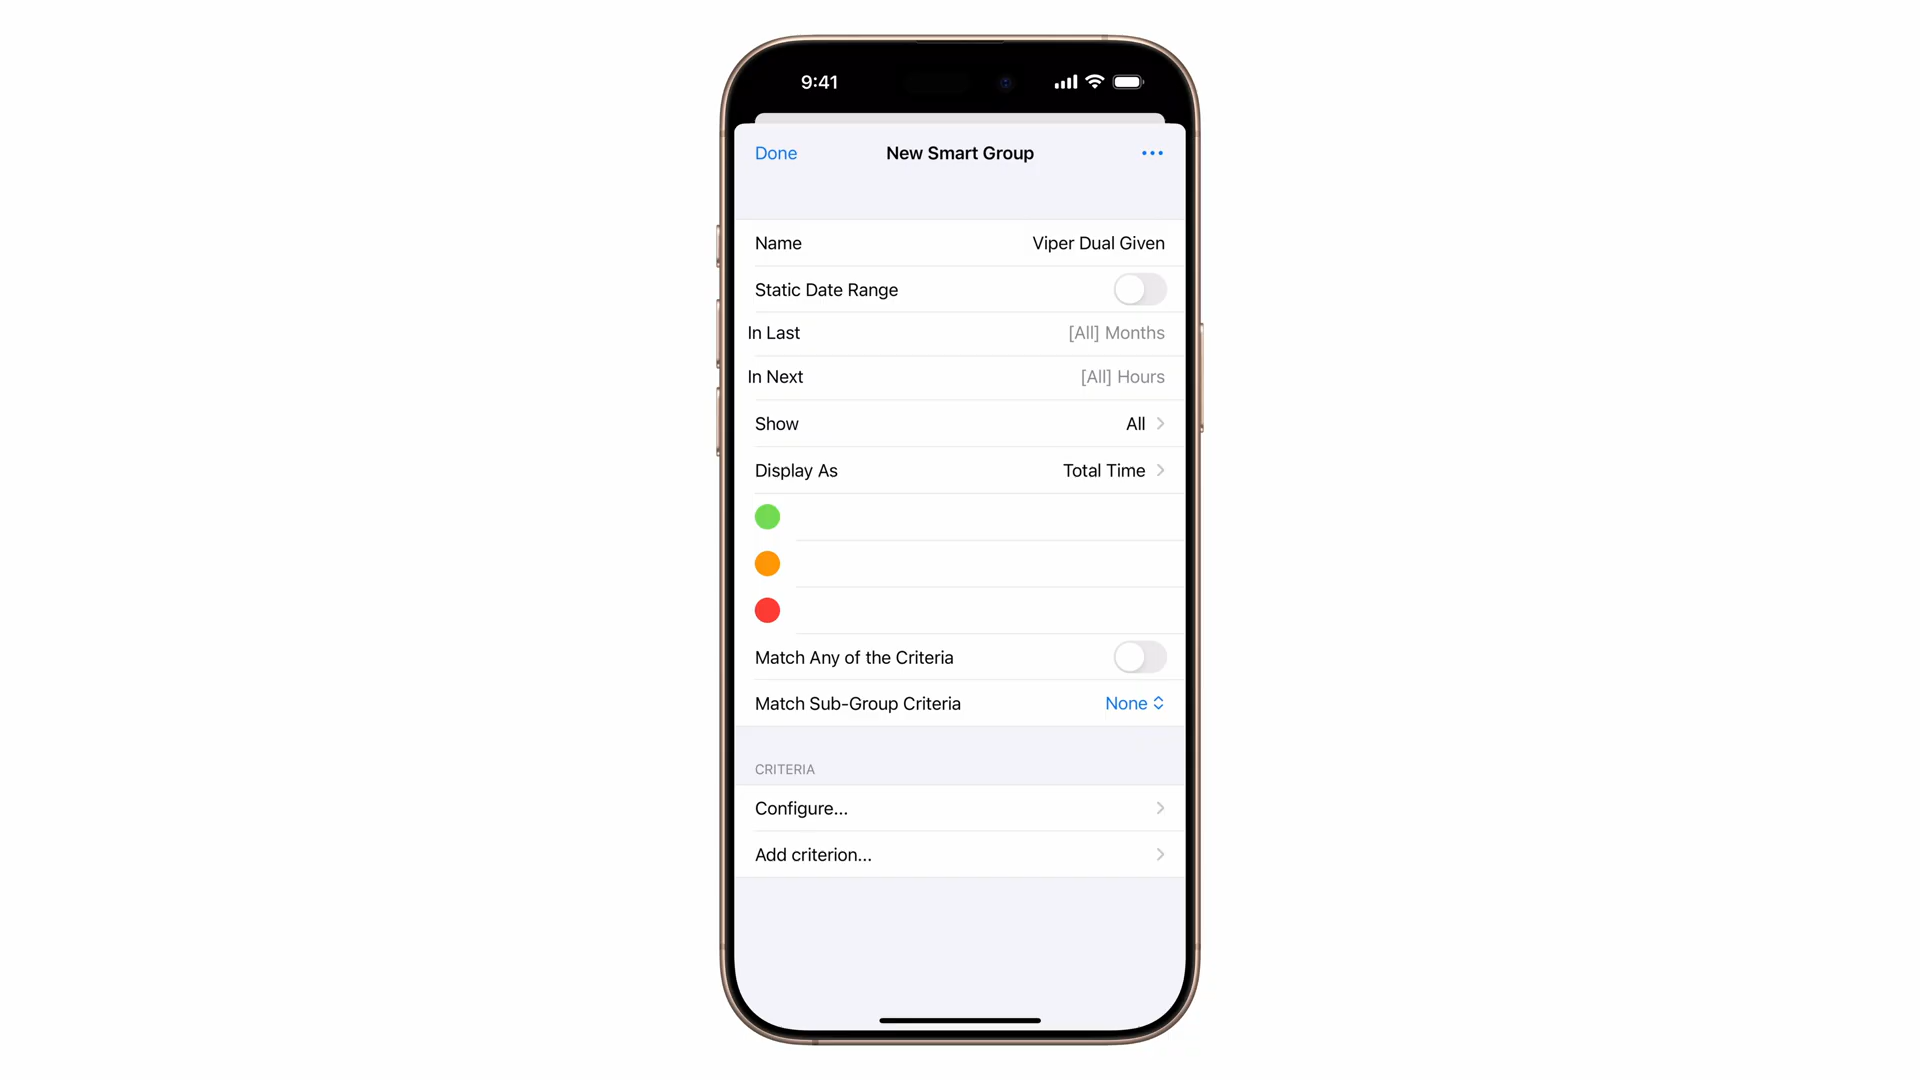 9:41
Done New Smart Group
Name Viper Dual Given
Static Date Range
In Last [All] Months
In Next [All] Hours
Show All
Display As Total Time
Match Any of the Criteria
Match Sub-Group Criteria None
CRITERIA
Configure...
Add criterion...